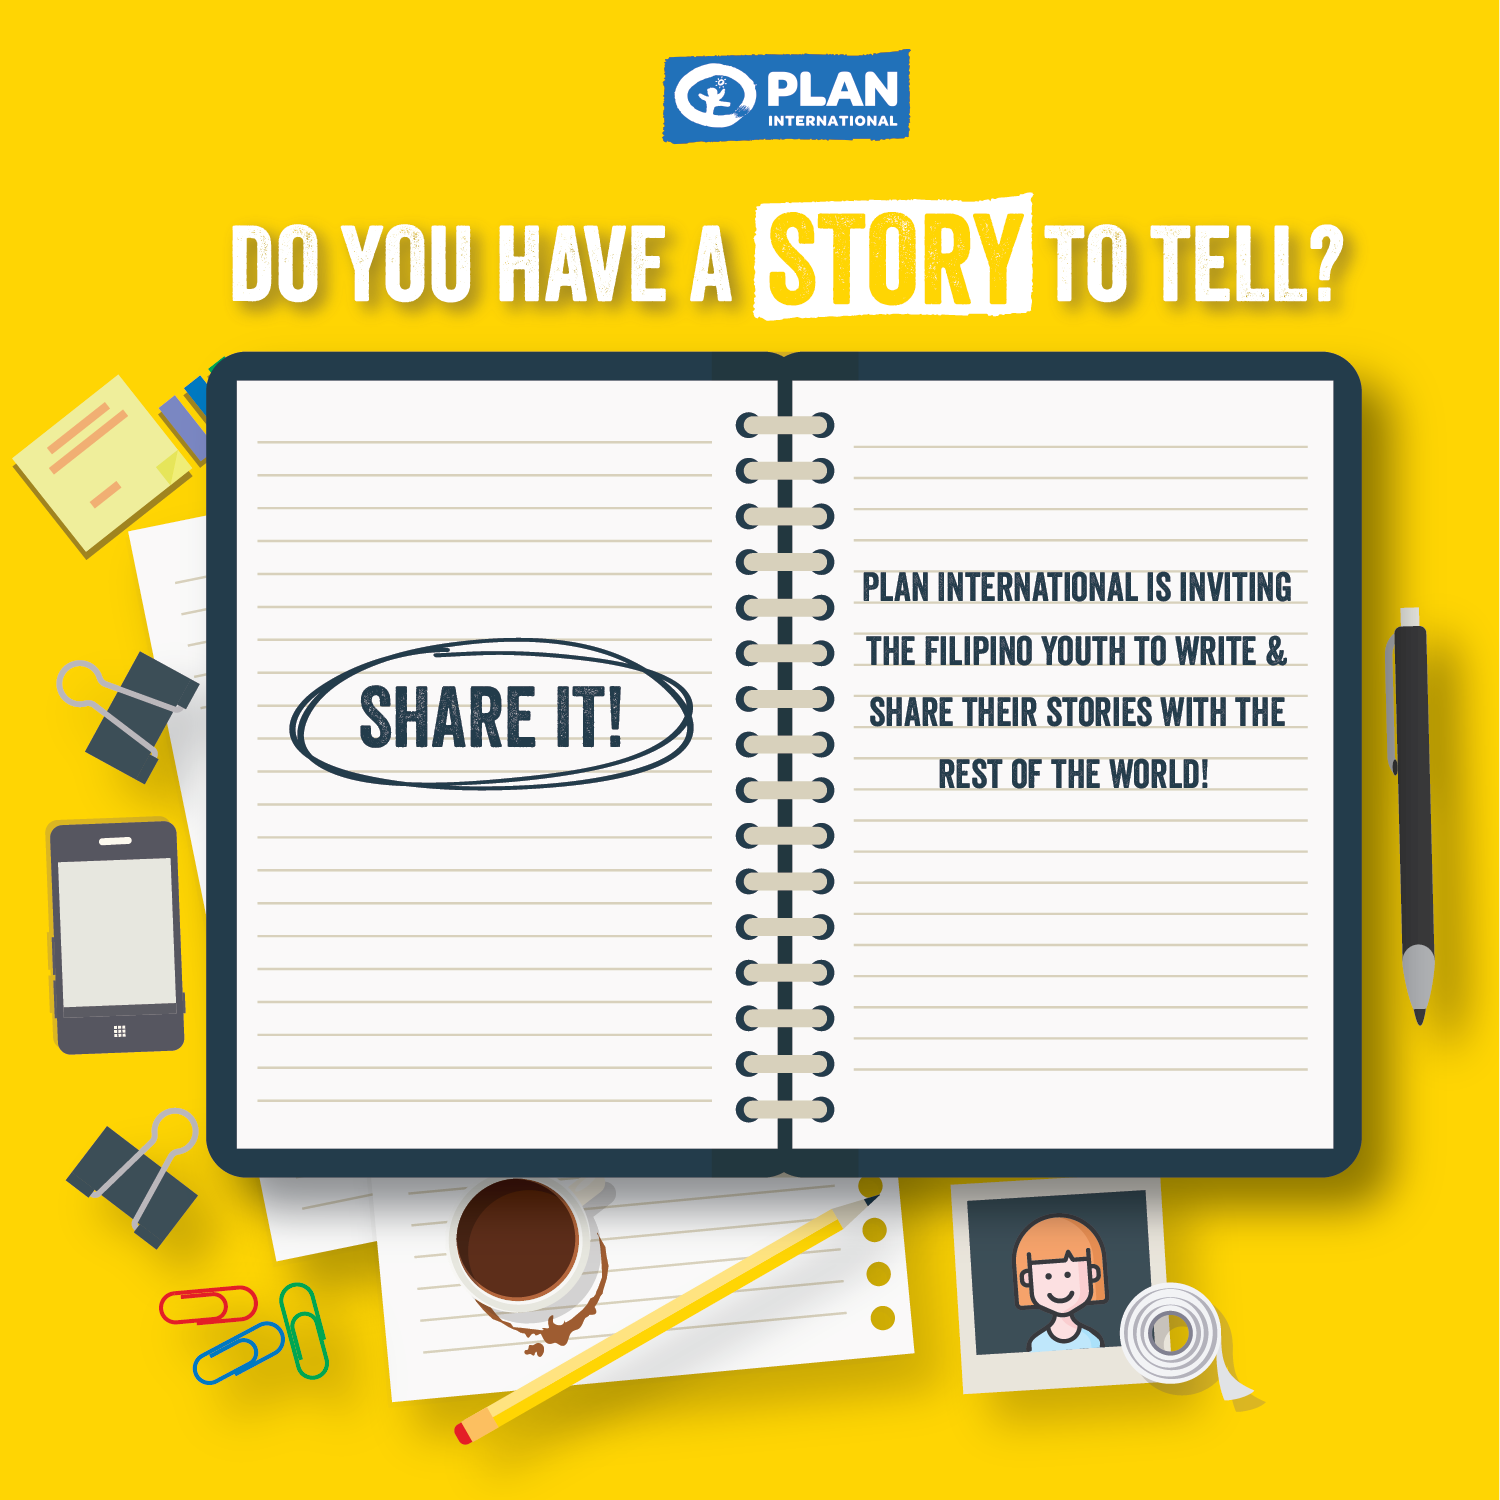 PLAN
INTERNATIONAL
DO YOU HAVE A STORY TO TELL?
SHARE IT!
PLAN INTERNATIONAL IS INVITING
THE FILIPINO YOUTH TO WRITE &
SHARE THEIR STORIES WITH THE
REST OF THE WORLD!